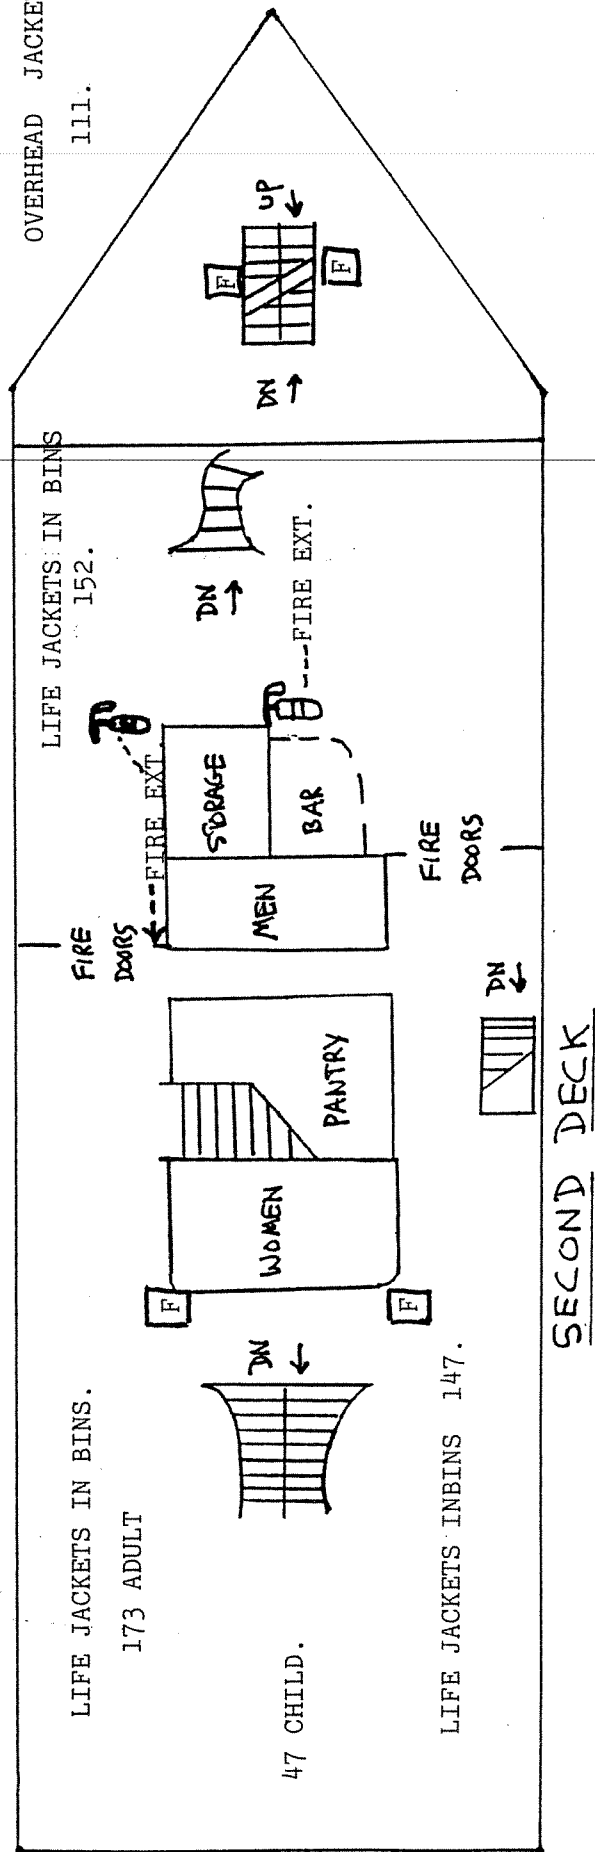 OVERHEAD JACKE
111.
UP
F
F
DN
LIFE JACKETS IN BINS
152.
DN
FIRE EXT.
FIRE EXT.
STORAGE
BAR
MEN
FIRE
DOORS
FIRE
DOORS
DN
PANTRY
WOMEN
F
F
DN
LIFE JACKETS IN BINS.
173 ADULT
47 CHILD.
LIFE JACKETS INBINS 147.
SECOND DECK